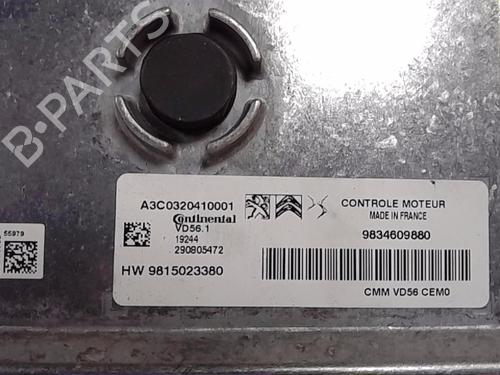 B-PARTS
A3C0320410001
Continental
VD56.1
19244
290805472
HW 9815023380
CONTROLE MOTEUR
MADE IN FRANCE
9834609880
CMM VD56 CEM0
55979